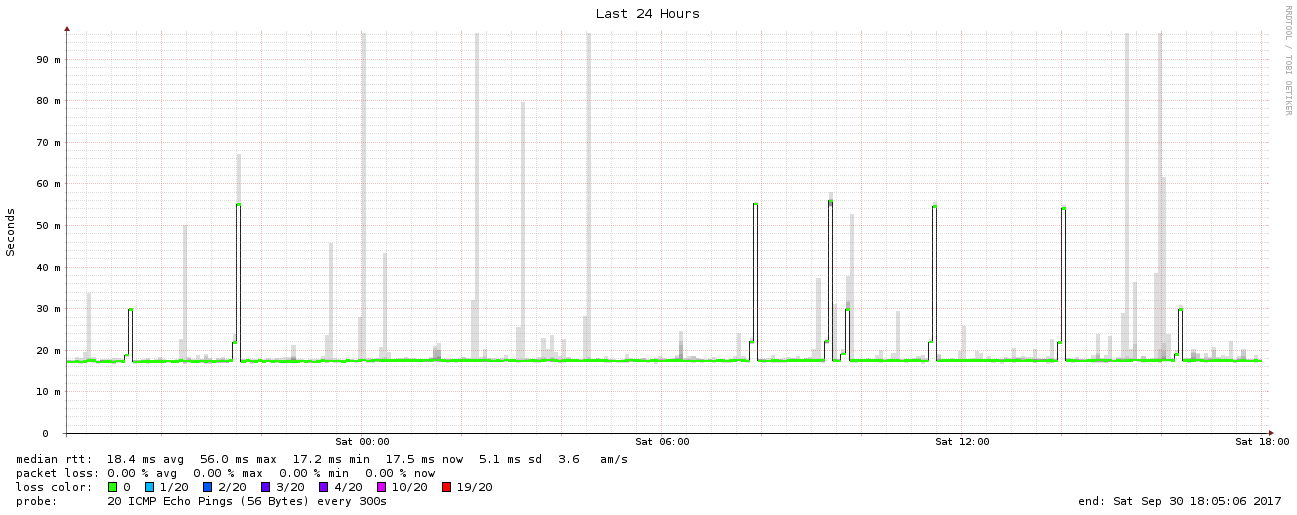 Last 24 Hours
RRDTOOL / TOBI OETIKER
Seconds
90 m
80 m
70 m
60 m
50 m
40 m
30 m
20 m
10 m
0
Sat 00:00 Sat 06:00 Sat 12:00 Sat 18:00
median rtt: 18.4 ms avg 56.0 ms max 17.2 ms min 17.5 ms now 5.1 ms sd 3.6 am/s
packet loss: 0.00 % avg 0.00 % max 0.00 % min 0.00 % now
loss color: 0 1/20 2/20 3/20 4/20 10/20 19/20
probe: 20 ICMP Echo Pings (56 Bytes) every 300s end: Sat Sep 30 18:05:06 2017